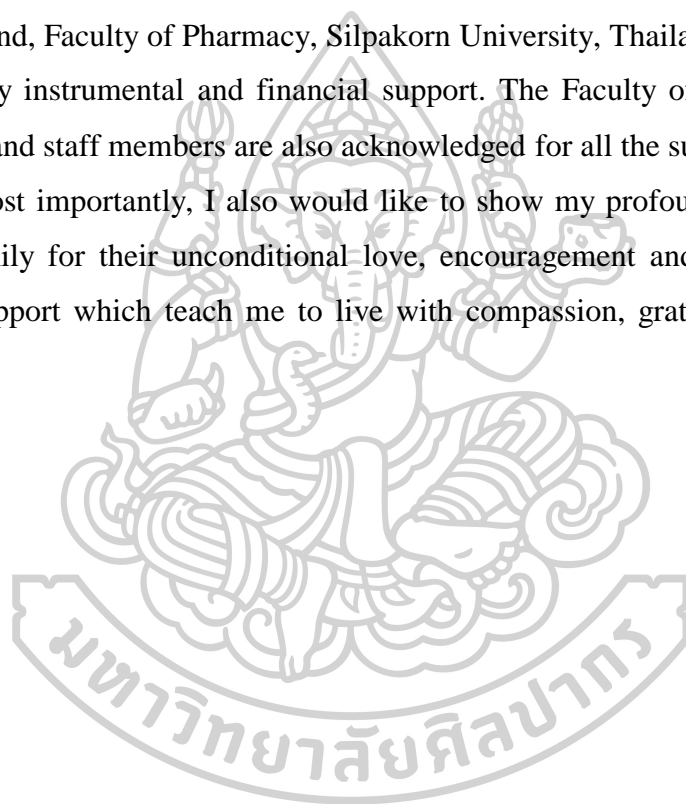 nd, Faculty of Pharmacy, Silpakorn University, Thaila
y instrumental and financial support. The Faculty of
and staff members are also acknowledged for all the su
ost importantly, I also would like to show my profou
ily for their unconditional love, encouragement and
pport which teach me to live with compassion, grat
มหาวิทยาลัยศิลปากร